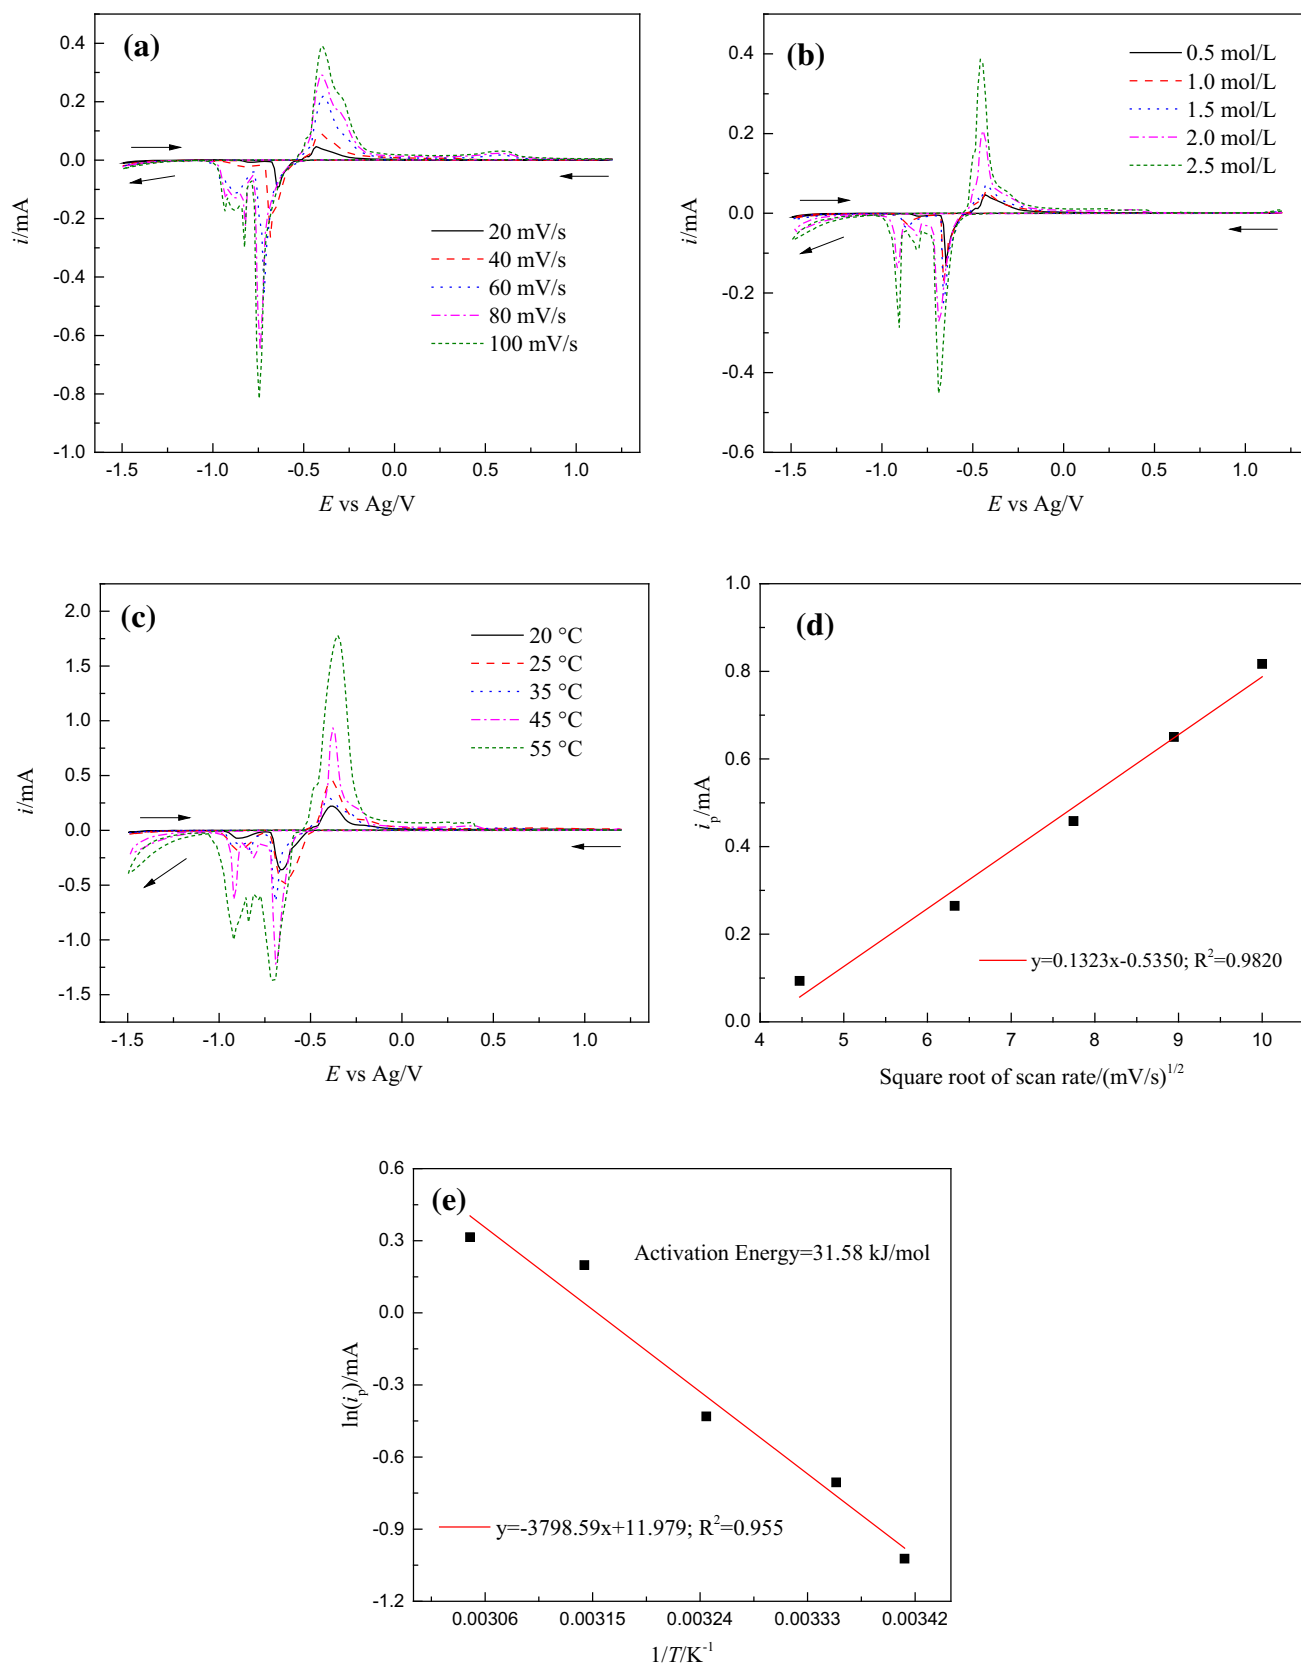 (a)
0.4
0.2
0.0
-0.2
-0.4
-0.6
-0.8
-1.0
i/mA
20 mV/s
40 mV/s
60 mV/s
80 mV/s
100 mV/s
-1.5 -1.0 -0.5 0.0 0.5 1.0
E vs Ag/V
(b)
0.4
0.2
0.0
-0.2
-0.4
-0.6
i/mA
0.5 mol/L
1.0 mol/L
1.5 mol/L
2.0 mol/L
2.5 mol/L
-1.5 -1.0 -0.5 0.0 0.5 1.0
E vs Ag/V
(c)
2.0
1.5
1.0
0.5
0.0
-0.5
-1.0
-1.5
i/mA
20 °C
25 °C
35 °C
45 °C
55 °C
-1.5 -1.0 -0.5 0.0 0.5 1.0
E vs Ag/V
(d)
1.0
0.8
0.6
0.4
0.2
0.0
iₚ/mA
y=0.1323x-0.5350; R²=0.9820
4 5 6 7 8 9 10
Square root of scan rate/(mV/s)^1/2
(e)
0.6
0.3
0.0
-0.3
-0.6
-0.9
-1.2
ln(iₚ)/mA
Activation Energy=31.58 kJ/mol
y=-3798.59x+11.979; R²=0.955
0.00306 0.00315 0.00324 0.00333 0.00342
1/T/K⁻¹